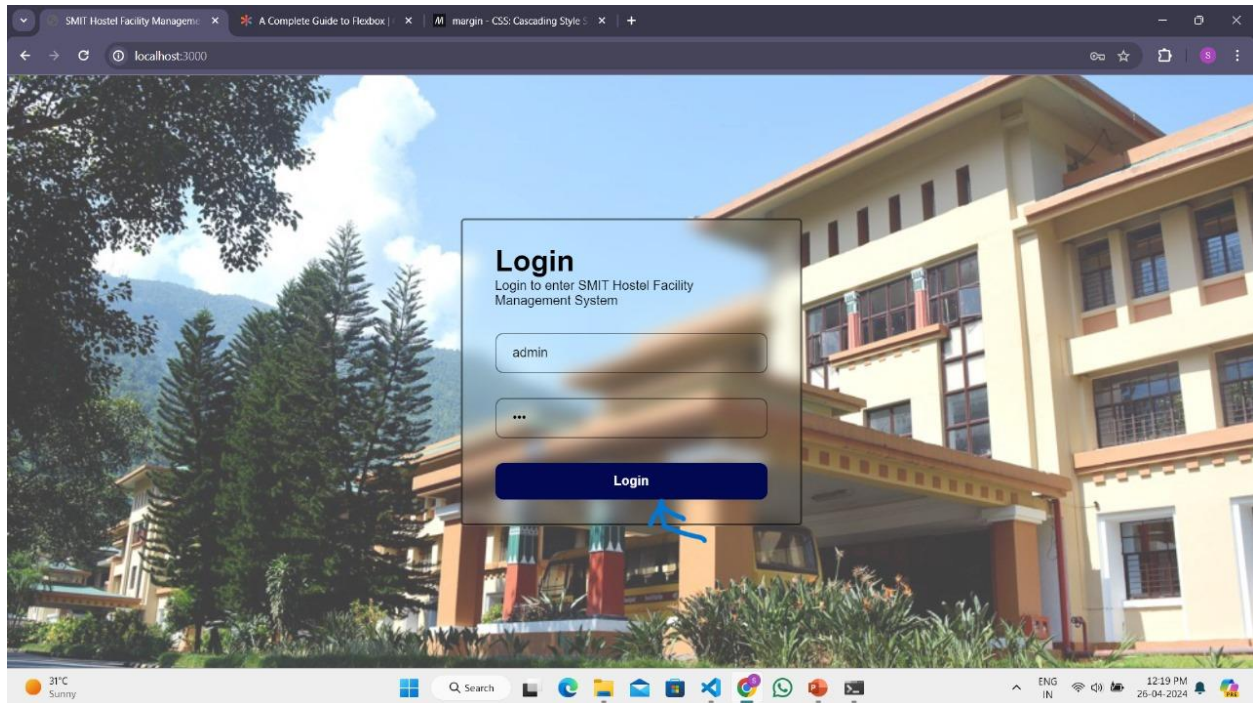 SMIT Hostel Facility Manageme
A Complete Guide to Flexbox |
margin - CSS: Cascading Style S
localhost:3000
S
Login
Login to enter SMIT Hostel Facility
Management System
admin
•••
Login
31°C
Sunny
Search
ENG
IN
12:19 PM
26-04-2024